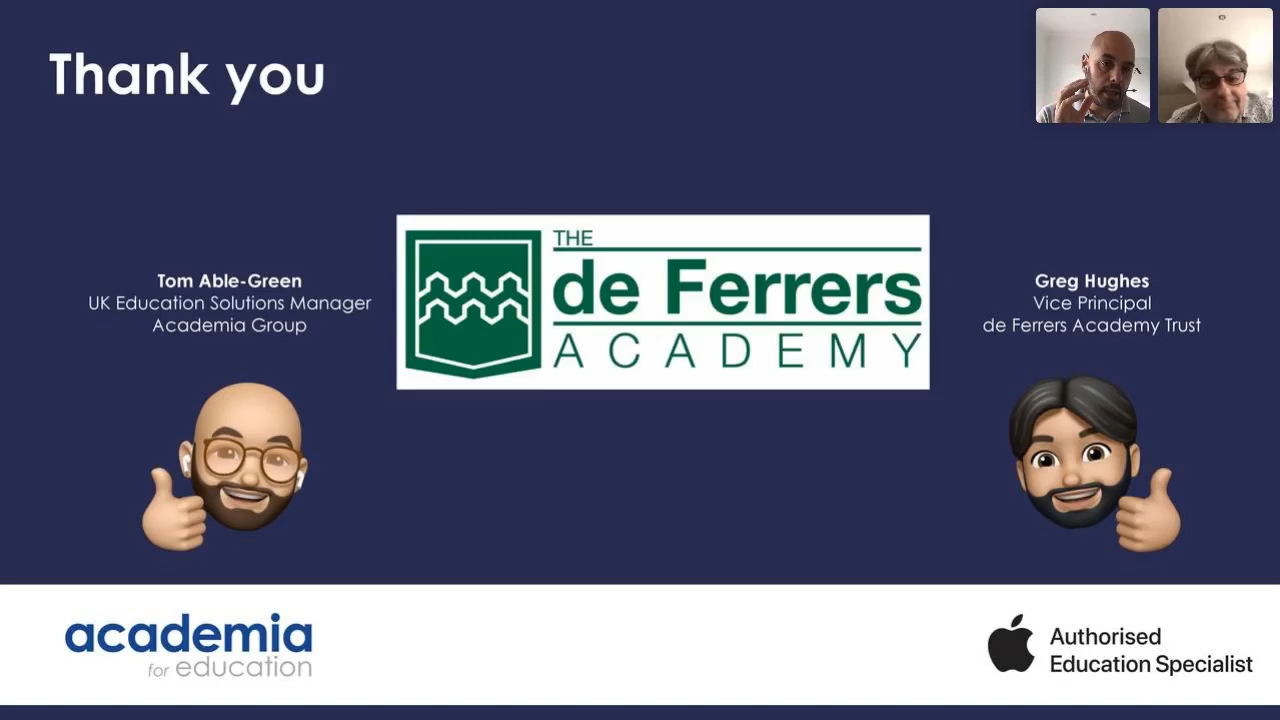 Thank you
THE
de Ferrers
ACADEMY
Tom Able-Green
UK Education Solutions Manager
Academia Group
Greg Hughes
Vice Principal
de Ferrers Academy Trust
academia
for education
Authorised
Education Specialist